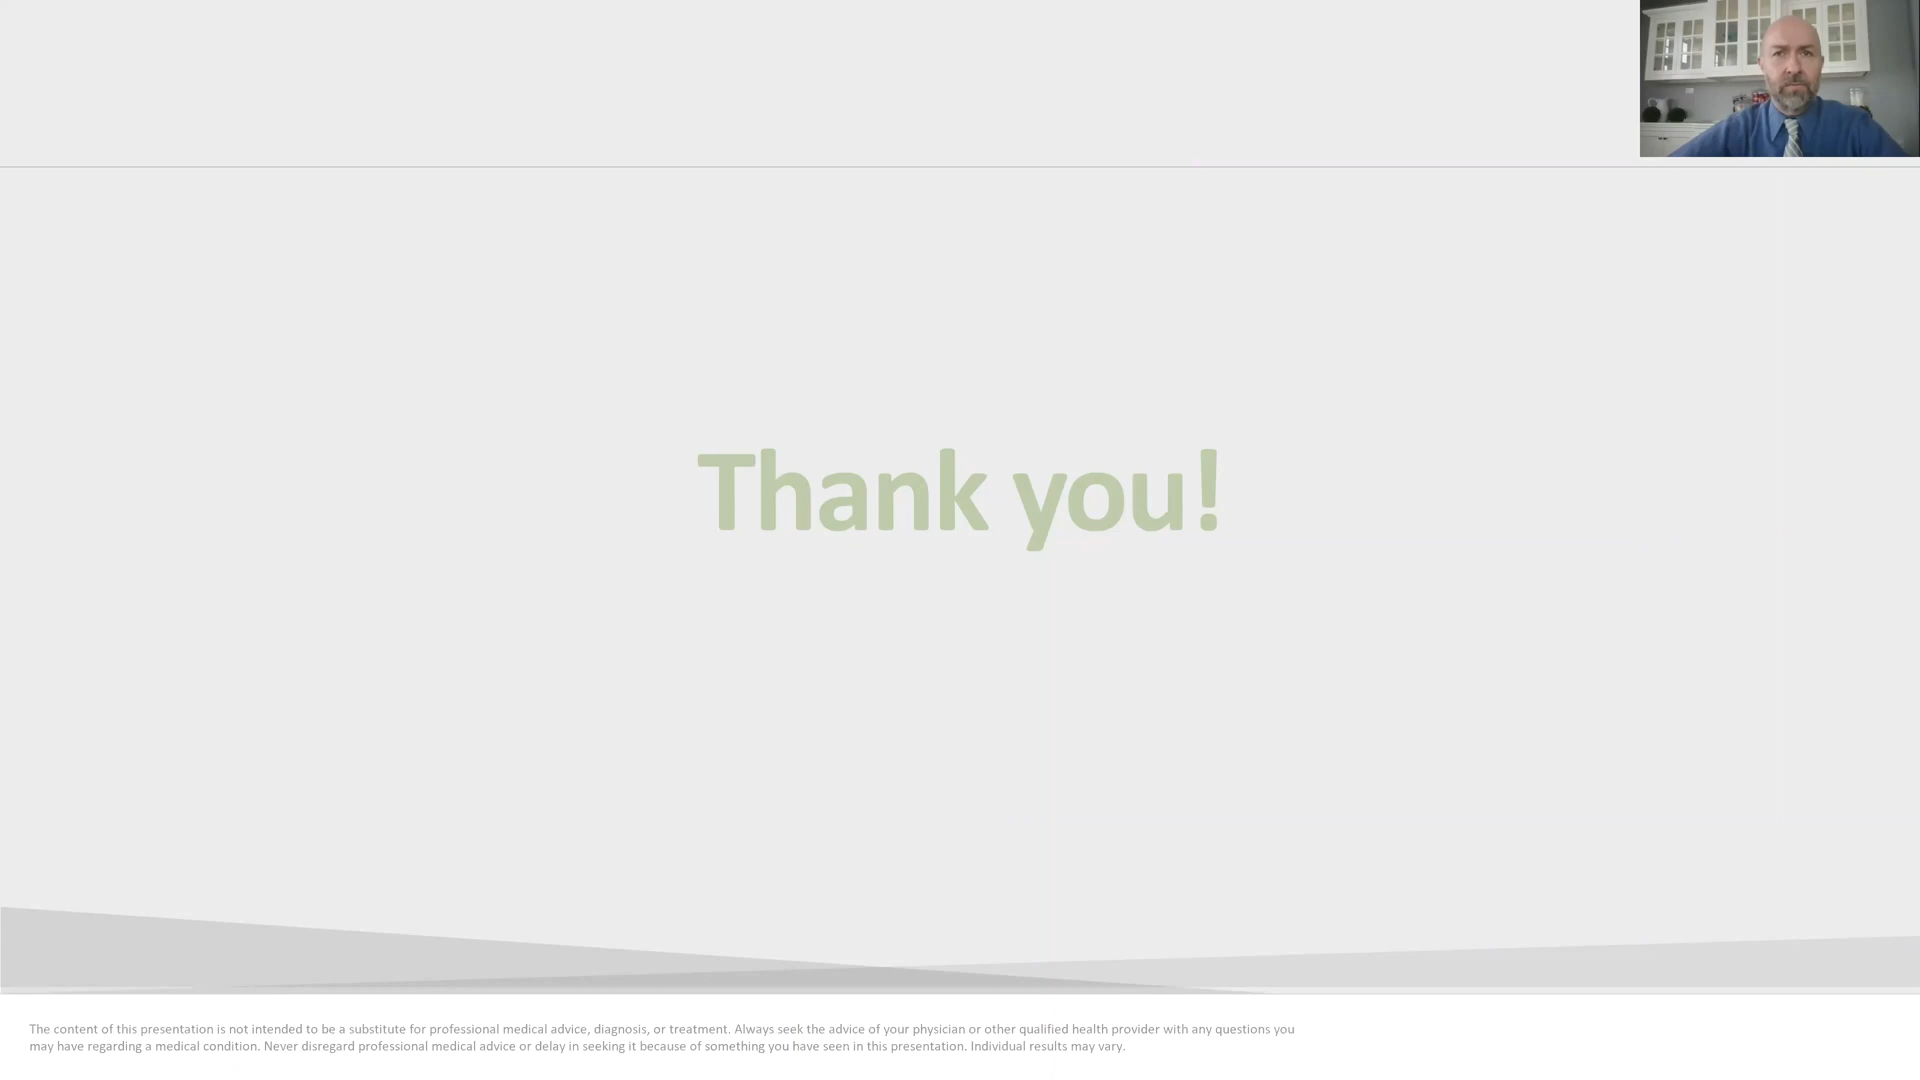 Thank you!
The content of this presentation is not intended to be a substitute for professional medical advice, diagnosis, or treatment. Always seek the advice of your physician or other qualified health provider with any questions you
may have regarding a medical condition. Never disregard professional medical advice or delay in seeking it because of something you have seen in this presentation. Individual results may vary.